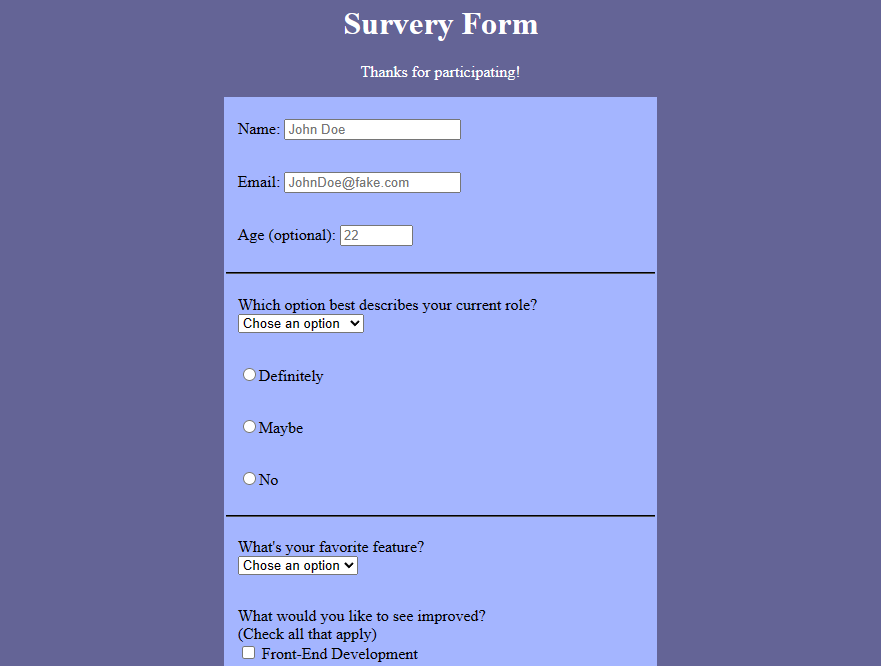 Survery Form
Thanks for participating!
Name: John Doe
Email: JohnDoe@fake.com
Age (optional): 22
Which option best describes your current role?
Chose an option
Definitely
Maybe
No
What's your favorite feature?
Chose an option
What would you like to see improved?
(Check all that apply)
Front-End Development